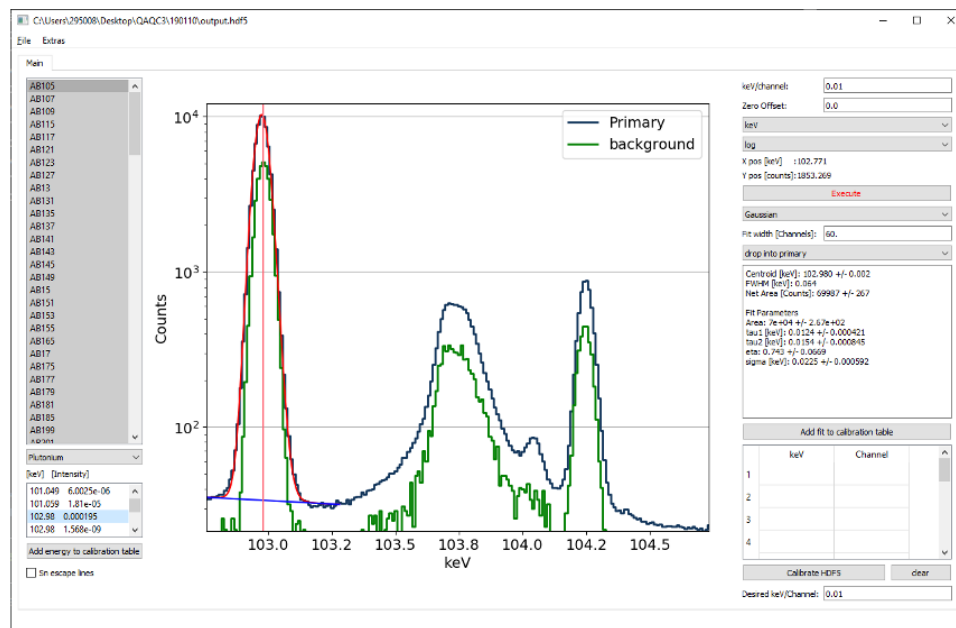 C:\Users\295008\Desktop\QAQC3\190110\output.hdf5
File Extras
Main
AB105
AB107
AB109
AB115
AB117
AB121
AB123
AB127
AB13
AB131
AB135
AB137
AB141
AB143
AB145
AB149
AB15
AB151
AB153
AB155
AB165
AB17
AB175
AB177
AB179
AB181
AB185
AB199
AB201
Plutonium
[keV] [Intensity]
101.049 6.0025e-06
101.059 1.81e-05
102.98 0.000195
102.98 1.568e-09
Add energy to calibration table
Sn escape lines
Primary
background
10^4
10^3
10^2
Counts
103.0 103.2 103.5 103.8 104.0 104.2 104.5
keV
keV/channel: 0.01
Zero Offset: 0.0
keV
log
X pos [keV] :102.771
Y pos [counts]:1853.269
Execute
Gaussian
Fit width [Channels]: 60.
drop into primary
Centroid [keV]: 102.980 +/- 0.002
FWHM [keV]: 0.064
Net Area [Counts]: 69987 +/- 267
Fit Parameters
Area: 7e+04 +/- 2.67e+02
tau1 [keV]: 0.0124 +/- 0.000421
tau2 [keV]: 0.0154 +/- 0.000845
eta: 0.743 +/- 0.0669
sigma [keV]: 0.0225 +/- 0.000592
Add fit to calibration table
keV Channel
1
2
3
4
Calibrate HDF5 clear
Desired keV/Channel: 0.01